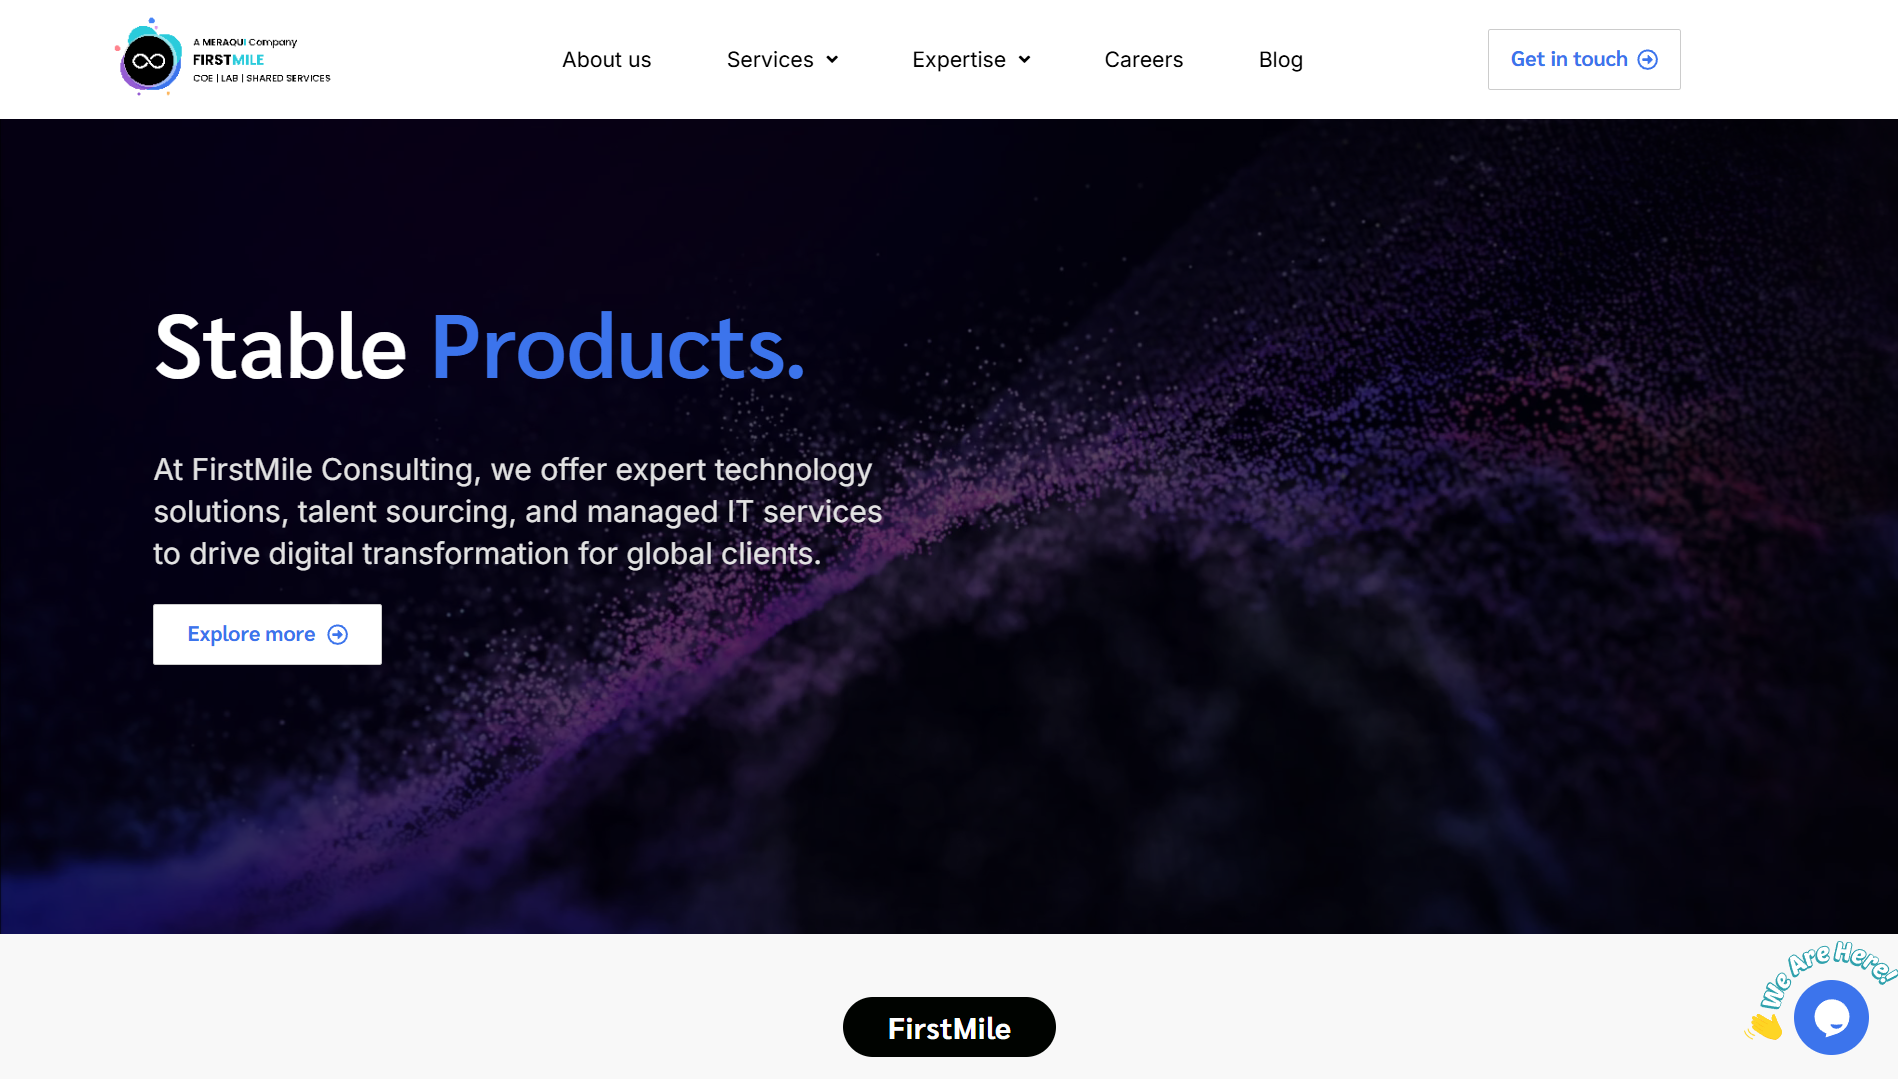 A MERAQUI Company
FIRSTMILE
COE | LAB | SHARED SERVICES
About us
Services
Expertise
Careers
Blog
Get in touch
Stable Products.
At FirstMile Consulting, we offer expert technology
solutions, talent sourcing, and managed IT services
to drive digital transformation for global clients.
Explore more
FirstMile
We Are Here!